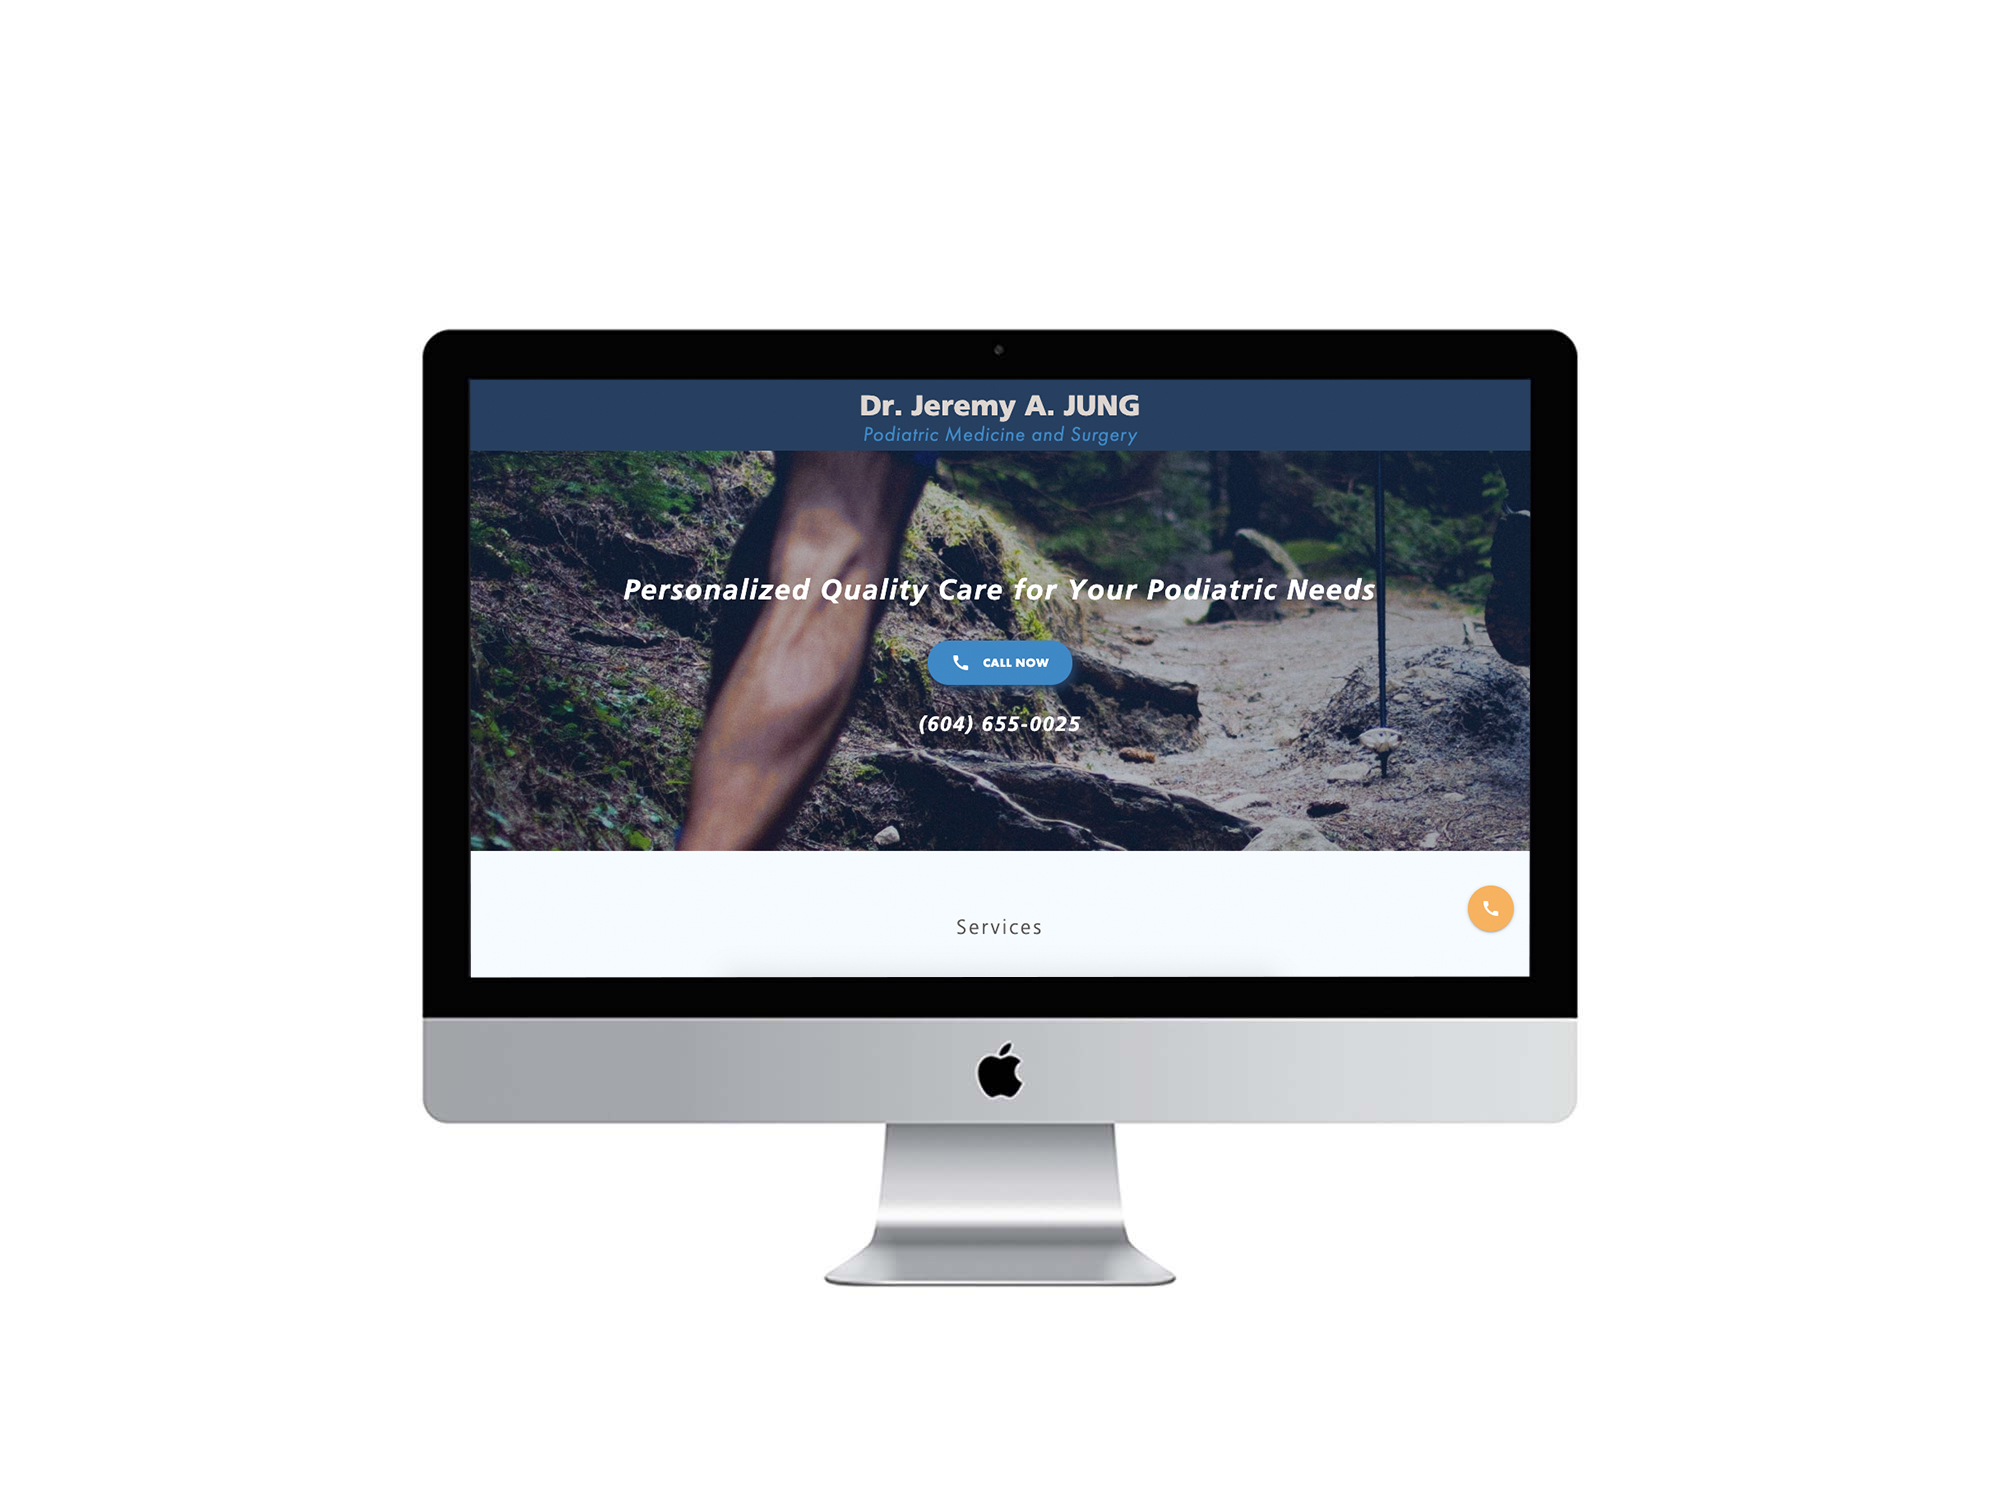 Dr. Jeremy A. JUNG
Podiatric Medicine and Surgery
Personalized Quality Care for Your Podiatric Needs
CALL NOW
(604) 655-0025
Services